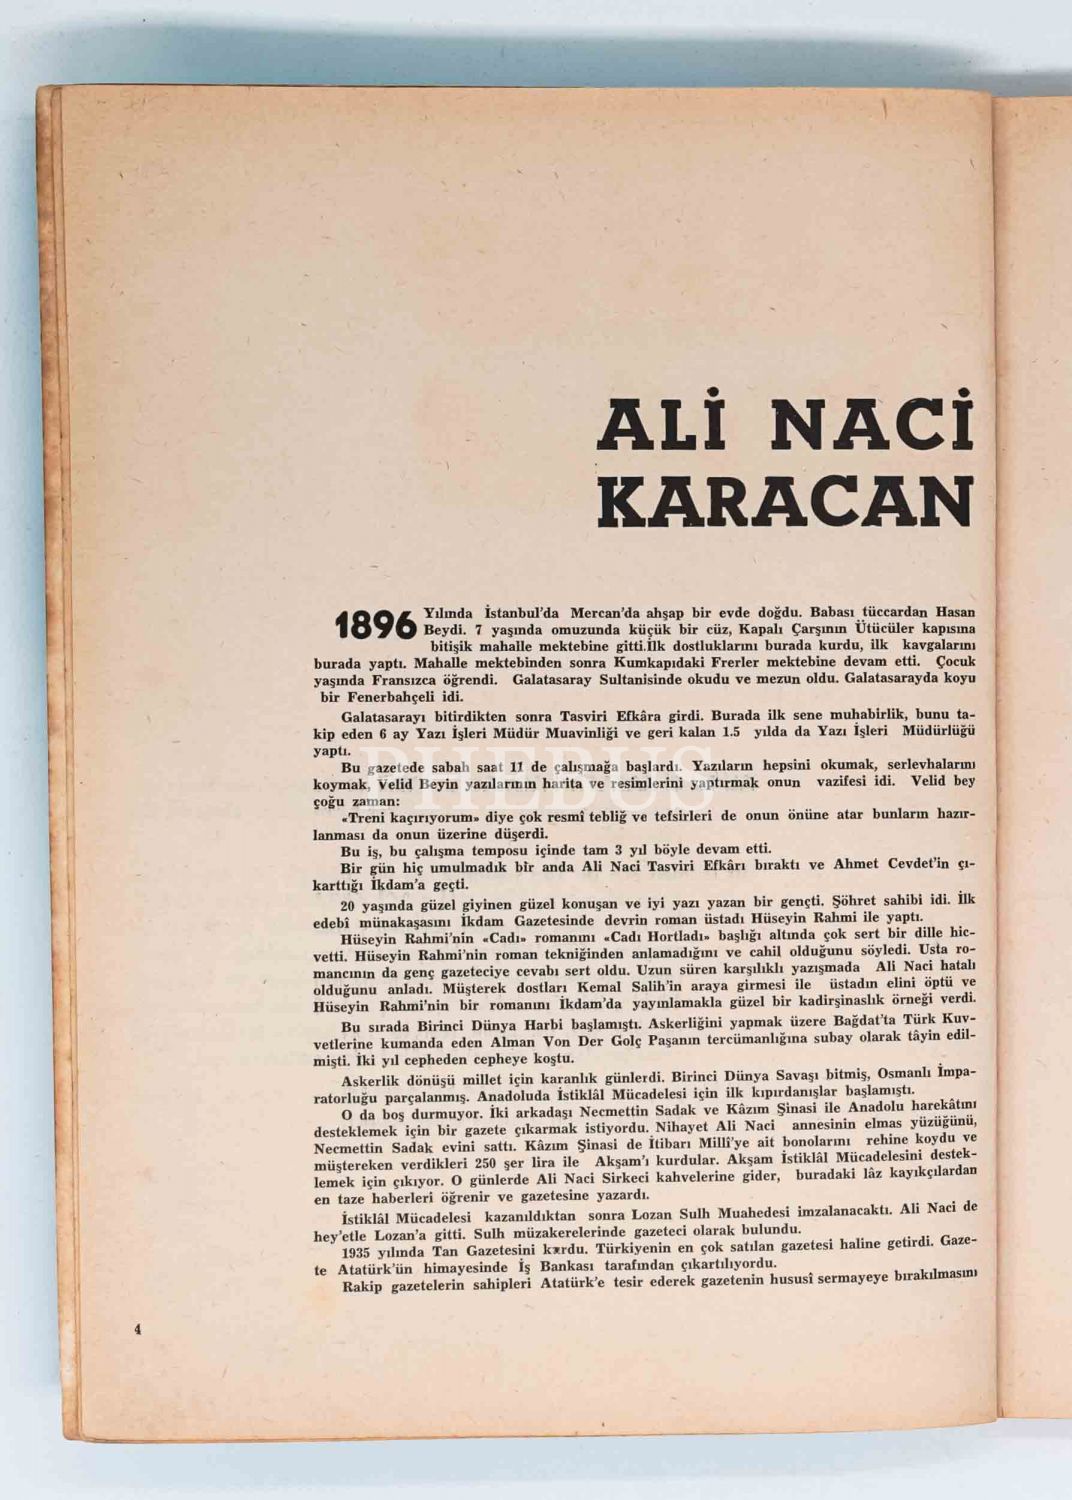 ALİ NACİ
KARACAN
1896 Yılında İstanbul'da Mercan'da ahşap bir evde doğdu. Babası tüccardan Hasan
Beydi. 7 yaşında omuzunda küçük bir cüz, Kapalı Çarşının Ütücüler kapısına
bitişik mahalle mektebine gitti.İlk dostluklarını burada kurdu, ilk kavgalarını
burada yaptı. Mahalle mektebinden sonra Kumkapıdaki Frerler mektebine devam etti. Çocuk
yaşında Fransızca öğrendi. Galatasaray Sultanisinde okudu ve mezun oldu. Galatasarayda koyu
bir Fenerbahçeli idi.
Galatasarayı bitirdikten sonra Tasviri Efkâra girdi. Burada ilk sene muhabirlik, bunu ta-
kip eden 6 ay Yazı İşleri Müdür Muavinliği ve geri kalan 1.5 yılda da Yazı İşleri Müdürlüğü
yaptı.
Bu gazetede sabah saat 11 de çalışmağa başlardı. Yazıların hepsini okumak, serlevhalarını
koymak, Velid Beyin yazılarının harita ve resimlerini yaptırmak onun vazifesi idi. Velid bey
çoğu zaman:
«Treni kaçırıyorum» diye çok resmî tebliğ ve tefsirleri de onun önüne atar bunların hazır-
lanması da onun üzerine düşerdi.
Bu iş, bu çalışma temposu içinde tam 3 yıl böyle devam etti.
Bir gün hiç umulmadık bir anda Ali Naci Tasviri Efkârı bıraktı ve Ahmet Cevdet'in çı-
karttığı İkdam'a geçti.
20 yaşında güzel giyinen güzel konuşan ve iyi yazı yazan bir gençti. Şöhret sahibi idi. İlk
edebî münakaşasını İkdam Gazetesinde devrin roman üstadı Hüseyin Rahmi ile yaptı.
Hüseyin Rahmi'nin «Cadı» romanını «Cadı Hortladı» başlığı altında çok sert bir dille hic-
vetti. Hüseyin Rahmi'nin roman tekniğinden anlamadığını ve cahil olduğunu söyledi. Usta ro-
mancının da genç gazeteciye cevabı sert oldu. Uzun süren karşılıklı yazışmada Ali Naci hatalı
olduğunu anladı. Müşterek dostları Kemal Salih'in araya girmesi ile üstadın elini öptü ve
Hüseyin Rahmi'nin bir romanını İkdam'da yayınlamakla güzel bir kadirşinaslık örneği verdi.
Bu sırada Birinci Dünya Harbi başlamıştı. Askerliğini yapmak üzere Bağdat'ta Türk Kuv-
vetlerine kumanda eden Alman Von Der Golç Paşanın tercümanlığına subay olarak tâyin edil-
mişti. İki yıl cepheden cepheye koştu.
Askerlik dönüşü millet için karanlık günlerdi. Birinci Dünya Savaşı bitmiş, Osmanlı İmpa-
ratorluğu parçalanmış. Anadoluda İstiklâl Mücadelesi için ilk kıpırdanışlar başlamıştı.
O da boş durmuyor. İki arkadaşı Necmettin Sadak ve Kâzım Şinasi ile Anadolu harekâtını
desteklemek için bir gazete çıkarmak istiyordu. Nihayet Ali Naci annesinin elmas yüzüğünü,
Necmettin Sadak evini sattı. Kâzım Şinasi de İtibarı Millî'ye ait bonolarını rehine koydu ve
müştereken verdikleri 250 şer lira ile Akşam'ı kurdular. Akşam İstiklâl Mücadelesini destek-
lemek için çıkıyor. O günlerde Ali Naci Sirkeci kahvelerine gider, buradaki lâz kayıkçılardan
en taze haberleri öğrenir ve gazetesine yazardı.
İstiklâl Mücadelesi kazanıldıktan sonra Lozan Sulh Muahedesi imzalanacaktı. Ali Naci de
hey'etle Lozan'a gitti. Sulh müzakerelerinde gazeteci olarak bulundu.
1935 yılında Tan Gazetesini kurdu. Türkiyenin en çok satılan gazetesi haline getirdi. Gaze-
te Atatürk'ün himayesinde İş Bankası tarafından çıkartılıyordu.
Rakip gazetelerin sahipleri Atatürk'e tesir ederek gazetenin hususî sermayeye bırakılmasını
4
PHEBUS